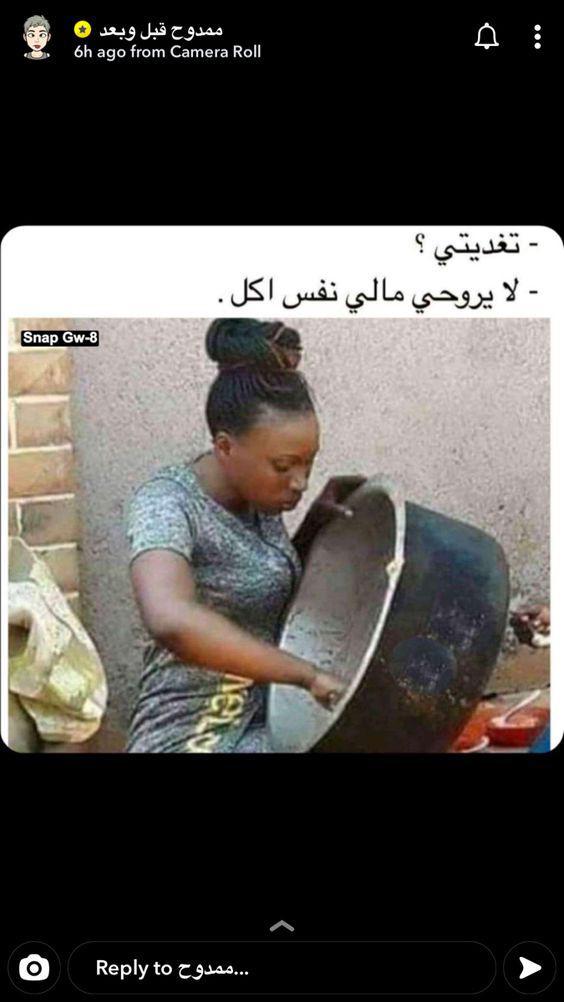 ممدوح قبل وبعد
6h ago from Camera Roll
- تغديتي ؟
- لا يروحي مالي نفس اكل .
Snap Gw-8
Reply to ممدوح...